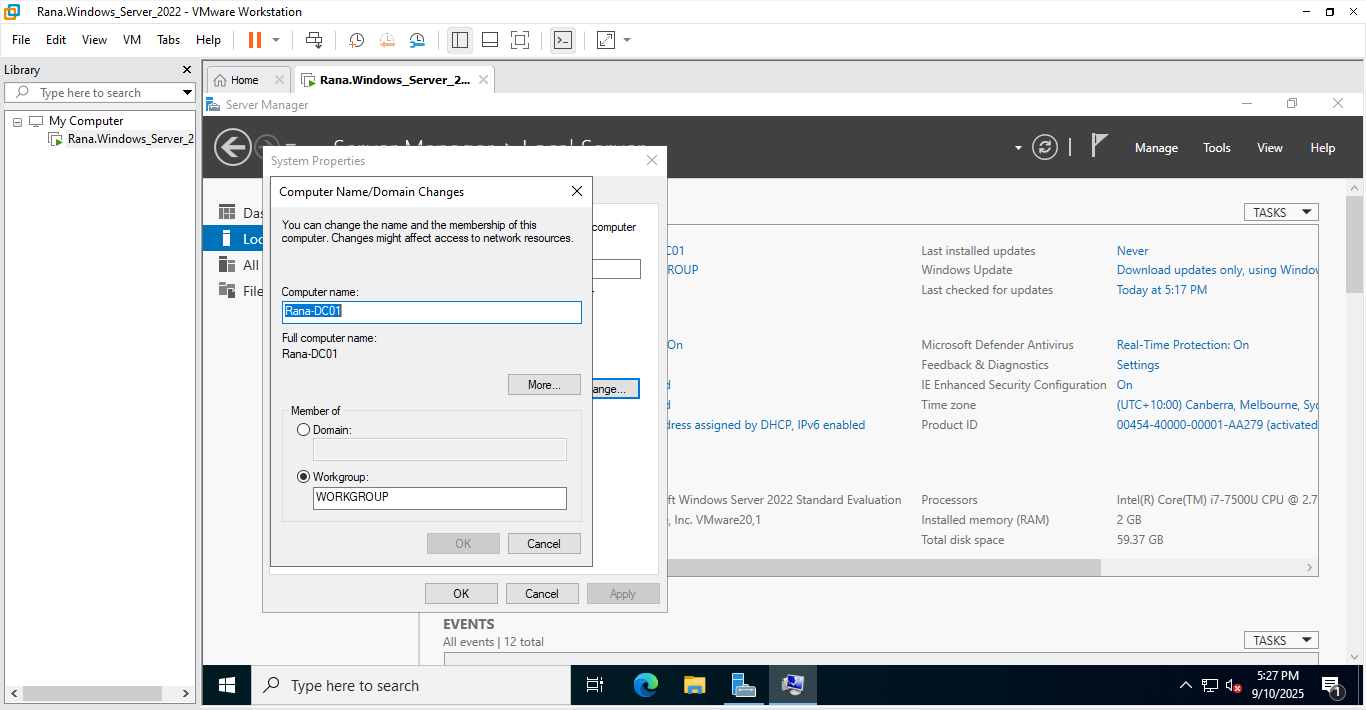 Rana.Windows_Server_2022 - VMware Workstation
File Edit View VM Tabs Help
Library
Type here to search
My Computer
Rana.Windows_Server_2
Home
Rana.Windows_Server_2...
Server Manager
Manage Tools View Help
System Properties
Computer Name/Domain Changes
You can change the name and the membership of this
computer. Changes might affect access to network resources.
Computer name:
Rana-DC01
Full computer name:
Rana-DC01
More...
Member of
Domain:
Workgroup:
WORKGROUP
OK Cancel
computer
ange...
OK Cancel Apply
Das
Loc
All
File
TASKS
C01
ROUP
On
d
d
ress assigned by DHCP, IPv6 enabled
ft Windows Server 2022 Standard Evaluation
, Inc. VMware20,1
Last installed updates Never
Windows Update Download updates only, using Windov
Last checked for updates Today at 5:17 PM
Microsoft Defender Antivirus Real-Time Protection: On
Feedback & Diagnostics Settings
IE Enhanced Security Configuration On
Time zone (UTC+10:00) Canberra, Melbourne, Syd
Product ID 00454-40000-00001-AA279 (activated
Processors Intel(R) Core(TM) i7-7500U CPU @ 2.7
Installed memory (RAM) 2 GB
Total disk space 59.37 GB
EVENTS
All events | 12 total
TASKS
Type here to search
5:27 PM
9/10/2025
1